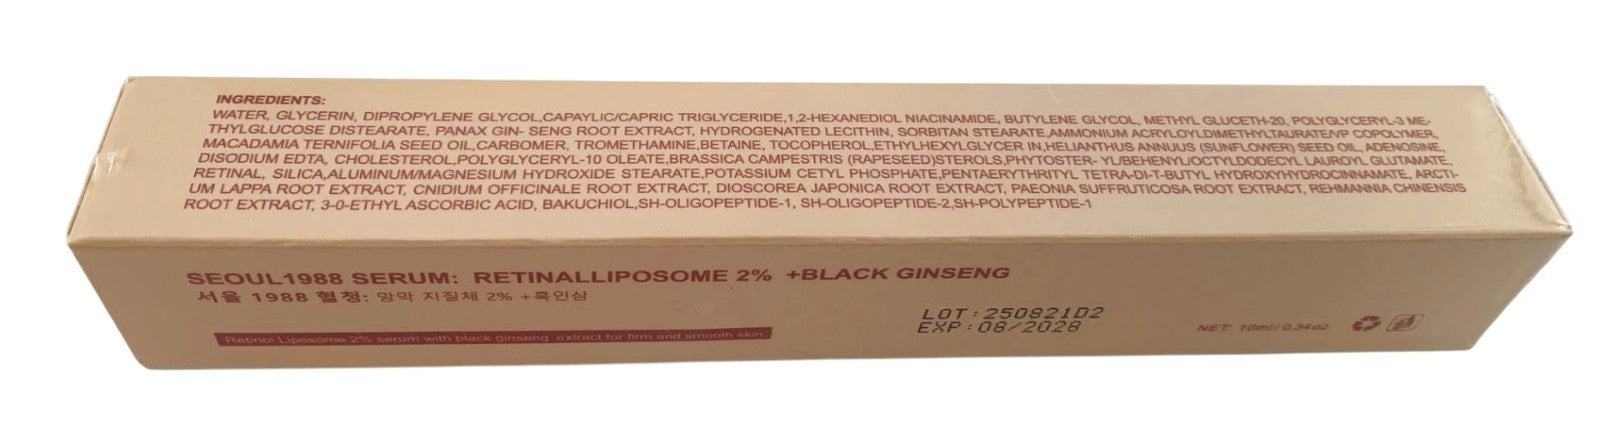 INGREDIENTS:
WATER, GLYCERIN, DIPROPYLENE GLYCOL,CAPAYLIC/CAPRIC TRIGLYCERIDE,1,2-HEXANEDIOL NIACINAMIDE, BUTYLENE GLYCOL, METHYL GLUCETH-20, POLYGLYCERYL-3 ME-
THYLGLUCOSE DISTEARATE, PANAX GIN- SENG ROOT EXTRACT, HYDROGENATED LECITHIN, SORBITAN STEARATE,AMMONIUM ACRYLOYLDIMETHYLTAURATE/VP COPOLYMER,
MACADAMIA TERNIFOLIA SEED OIL,CARBOMER, TROMETHAMINE,BETAINE, TOCOPHEROL,ETHYLHEXYLGLYCER IN,HELIANTHUS ANNUUS (SUNFLOWER) SEED OIL, ADENOSINE,
DISODIUM EDTA, CHOLESTEROL,POLYGLYCERYL-10 OLEATE,BRASSICA CAMPESTRIS (RAPESEED)STEROLS,PHYTOSTER- YL/BEHENYL/OCTYLDODECYL LAUROYL GLUTAMATE,
RETINAL, SILICA,ALUMINUM/MAGNESIUM HYDROXIDE STEARATE,POTASSIUM CETYL PHOSPHATE,PENTAERYTHRITYL TETRA-DI-T-BUTYL HYDROXYHYDROCINNAMATE, ARCTI-
UM LAPPA ROOT EXTRACT, CNIDIUM OFFICINALE ROOT EXTRACT, DIOSCOREA JAPONICA ROOT EXTRACT, PAEONIA SUFFRUTICOSA ROOT EXTRACT, REHMANNIA CHINENSIS
ROOT EXTRACT, 3-0-ETHYL ASCORBIC ACID, BAKUCHIOL,SH-OLIGOPEPTIDE-1, SH-OLIGOPEPTIDE-2,SH-POLYPEPTIDE-1
SEOUL1988 SERUM: RETINALLIPOSOME 2% +BLACK GINSENG
서울 1988 혈청: 망막 지질체 2% +흑인삼
Retinol Liposome 2% serum with black ginseng extract for firm and smooth skin
LOT:250821D2
EXP:08/2028
NET: 10ml/0.34oz